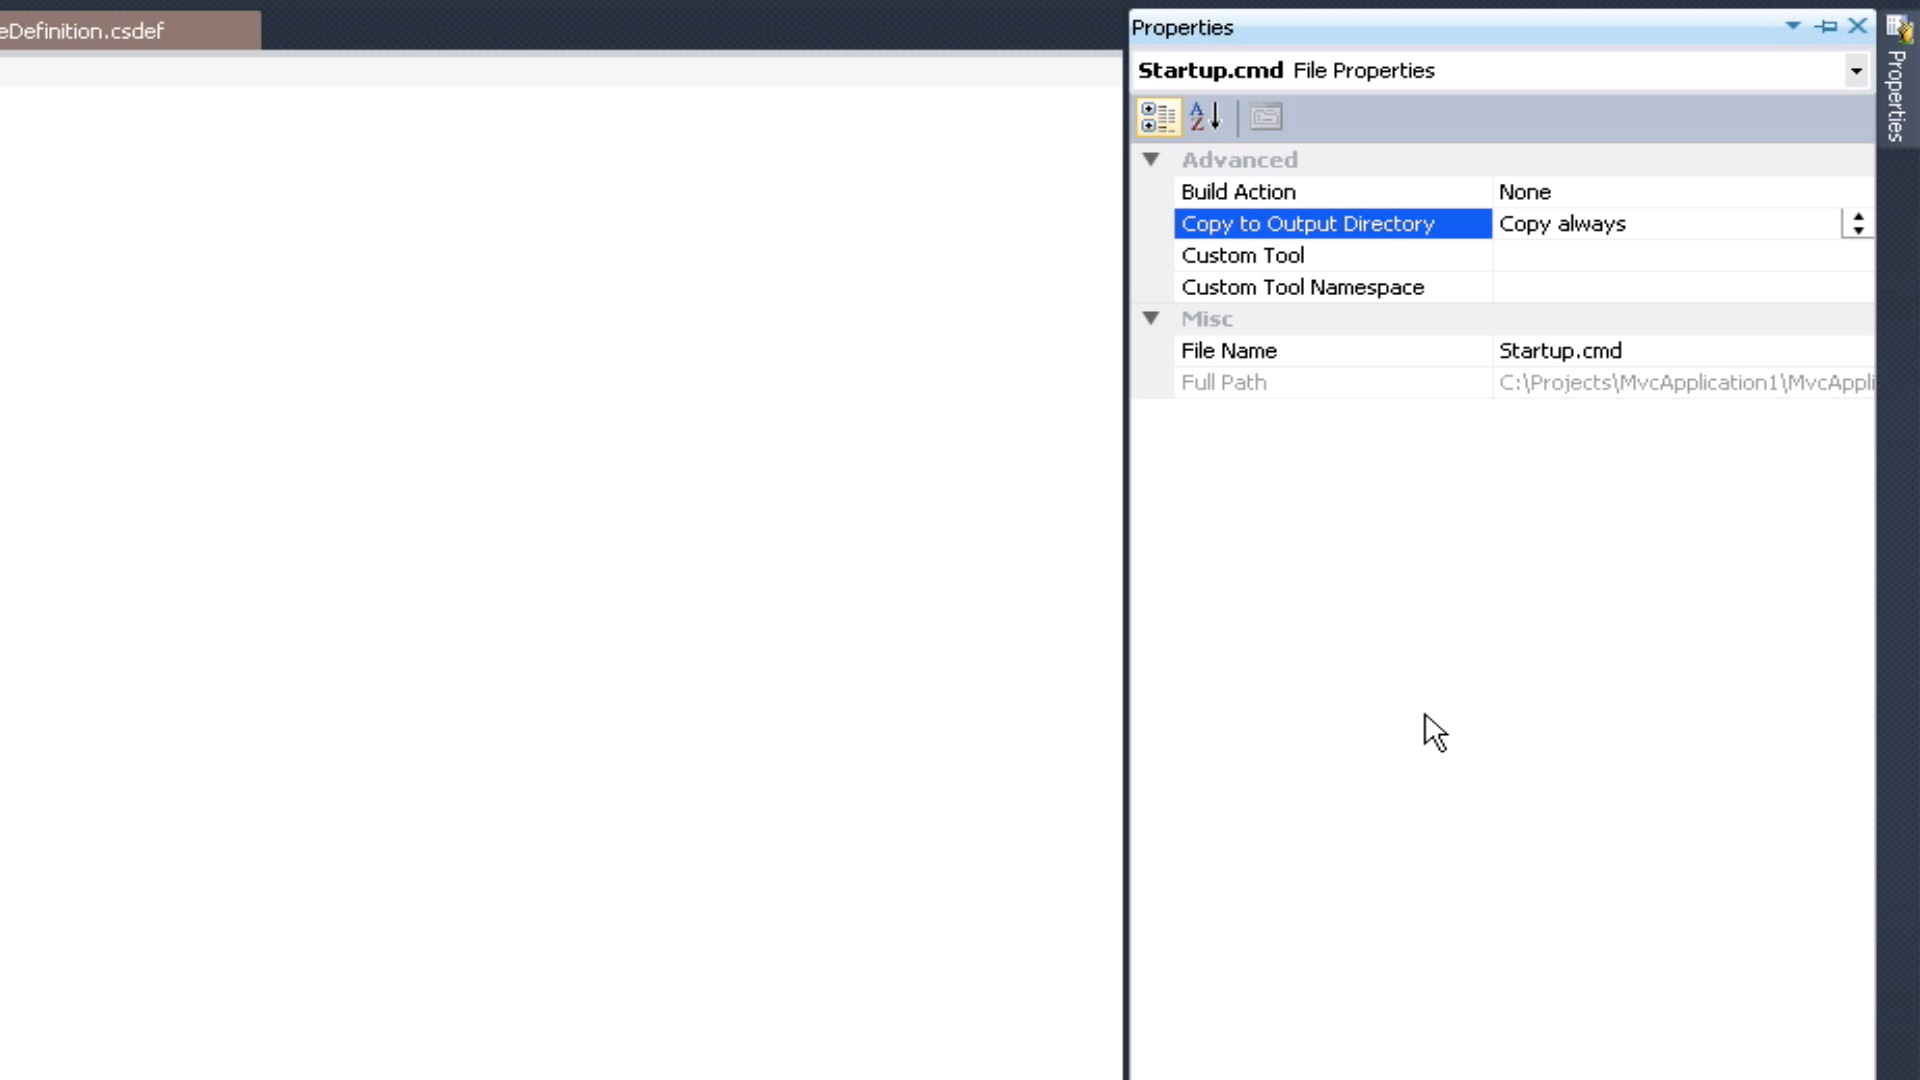 eDefinition.csdef
Properties
Startup.cmd File Properties
Advanced
Build Action None
Copy to Output Directory Copy always
Custom Tool
Custom Tool Namespace
Misc
File Name Startup.cmd
Full Path C:\Projects\MvcApplication1\MvcAppli
Properties